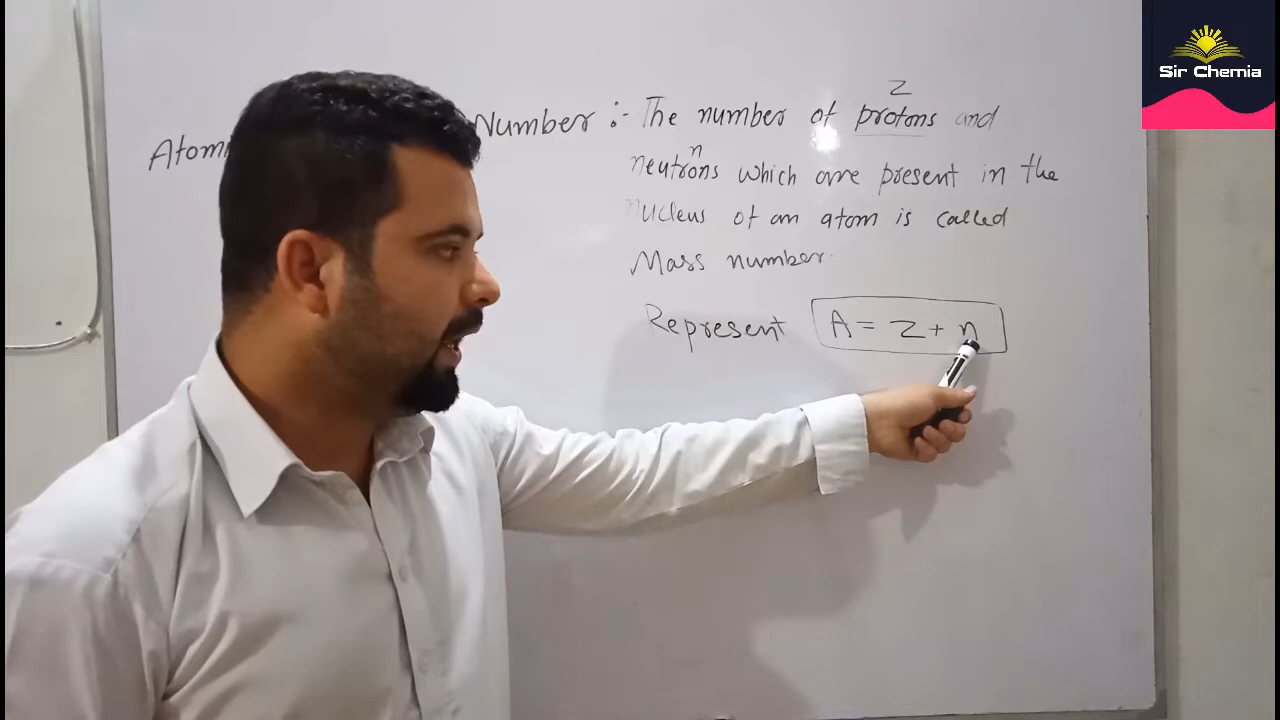 Sir Chemia
Z
Number :- The number of protons and
Atomi
n
neutrons which are present in the
nucleus of an atom is called
Mass number.
Represent A = Z + n